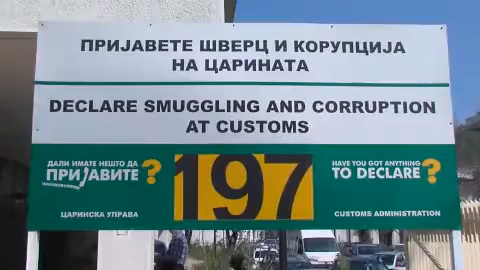 ПРИЈАВЕТЕ ШВЕРЦ И КОРУПЦИЈА
НА ЦАРИНАТА
DECLARE SMUGGLING AND CORRUPTION
AT CUSTOMS
ДАЛИ ИМАТЕ НЕШТО ДА
ПРИЈАВИТЕ?
ЦАРИНСКА УПРАВА
197
HAVE YOU GOT ANYTHING
TO DECLARE?
CUSTOMS ADMINISTRATION